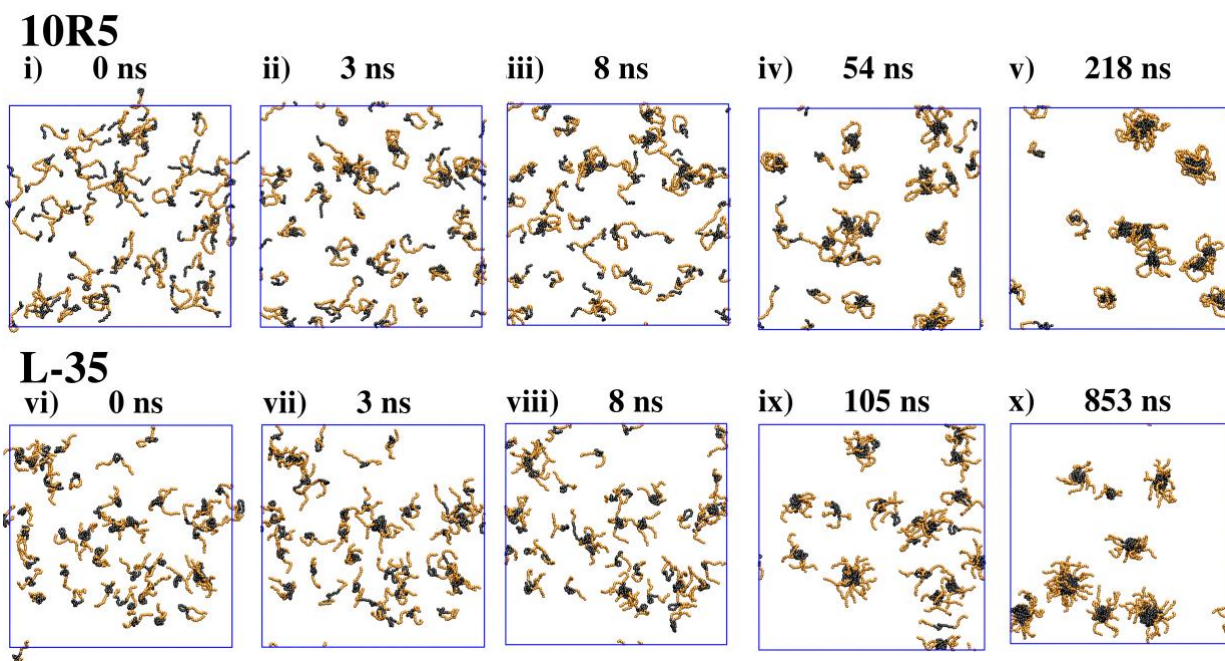 10R5
i) 0 ns ii) 3 ns iii) 8 ns iv) 54 ns v) 218 ns
L-35
vi) 0 ns vii) 3 ns viii) 8 ns ix) 105 ns x) 853 ns